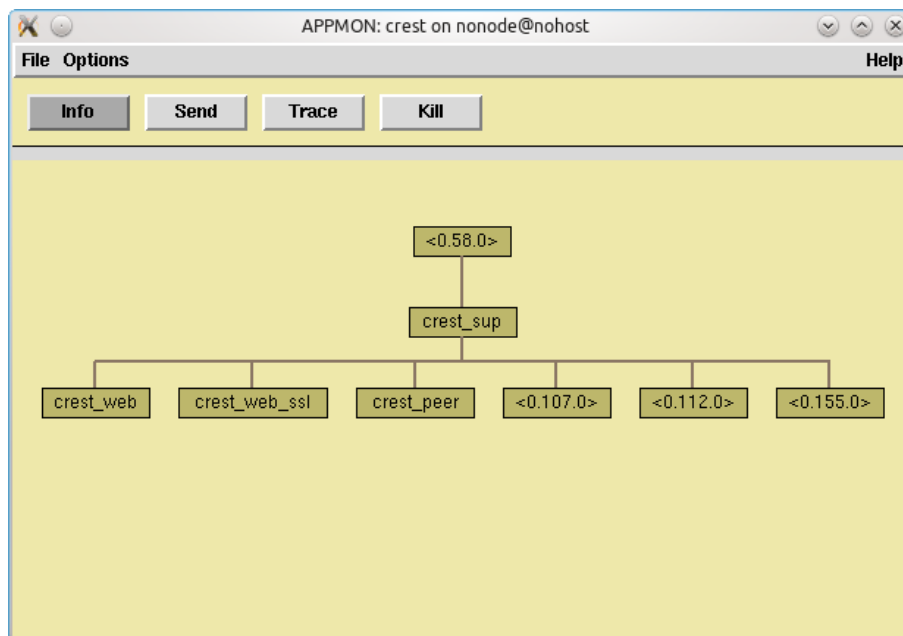 APPMON: crest on nonode@nohost
File Options Help
Info Send Trace Kill
<0.58.0>
crest_sup
crest_web crest_web_ssl crest_peer <0.107.0> <0.112.0> <0.155.0>